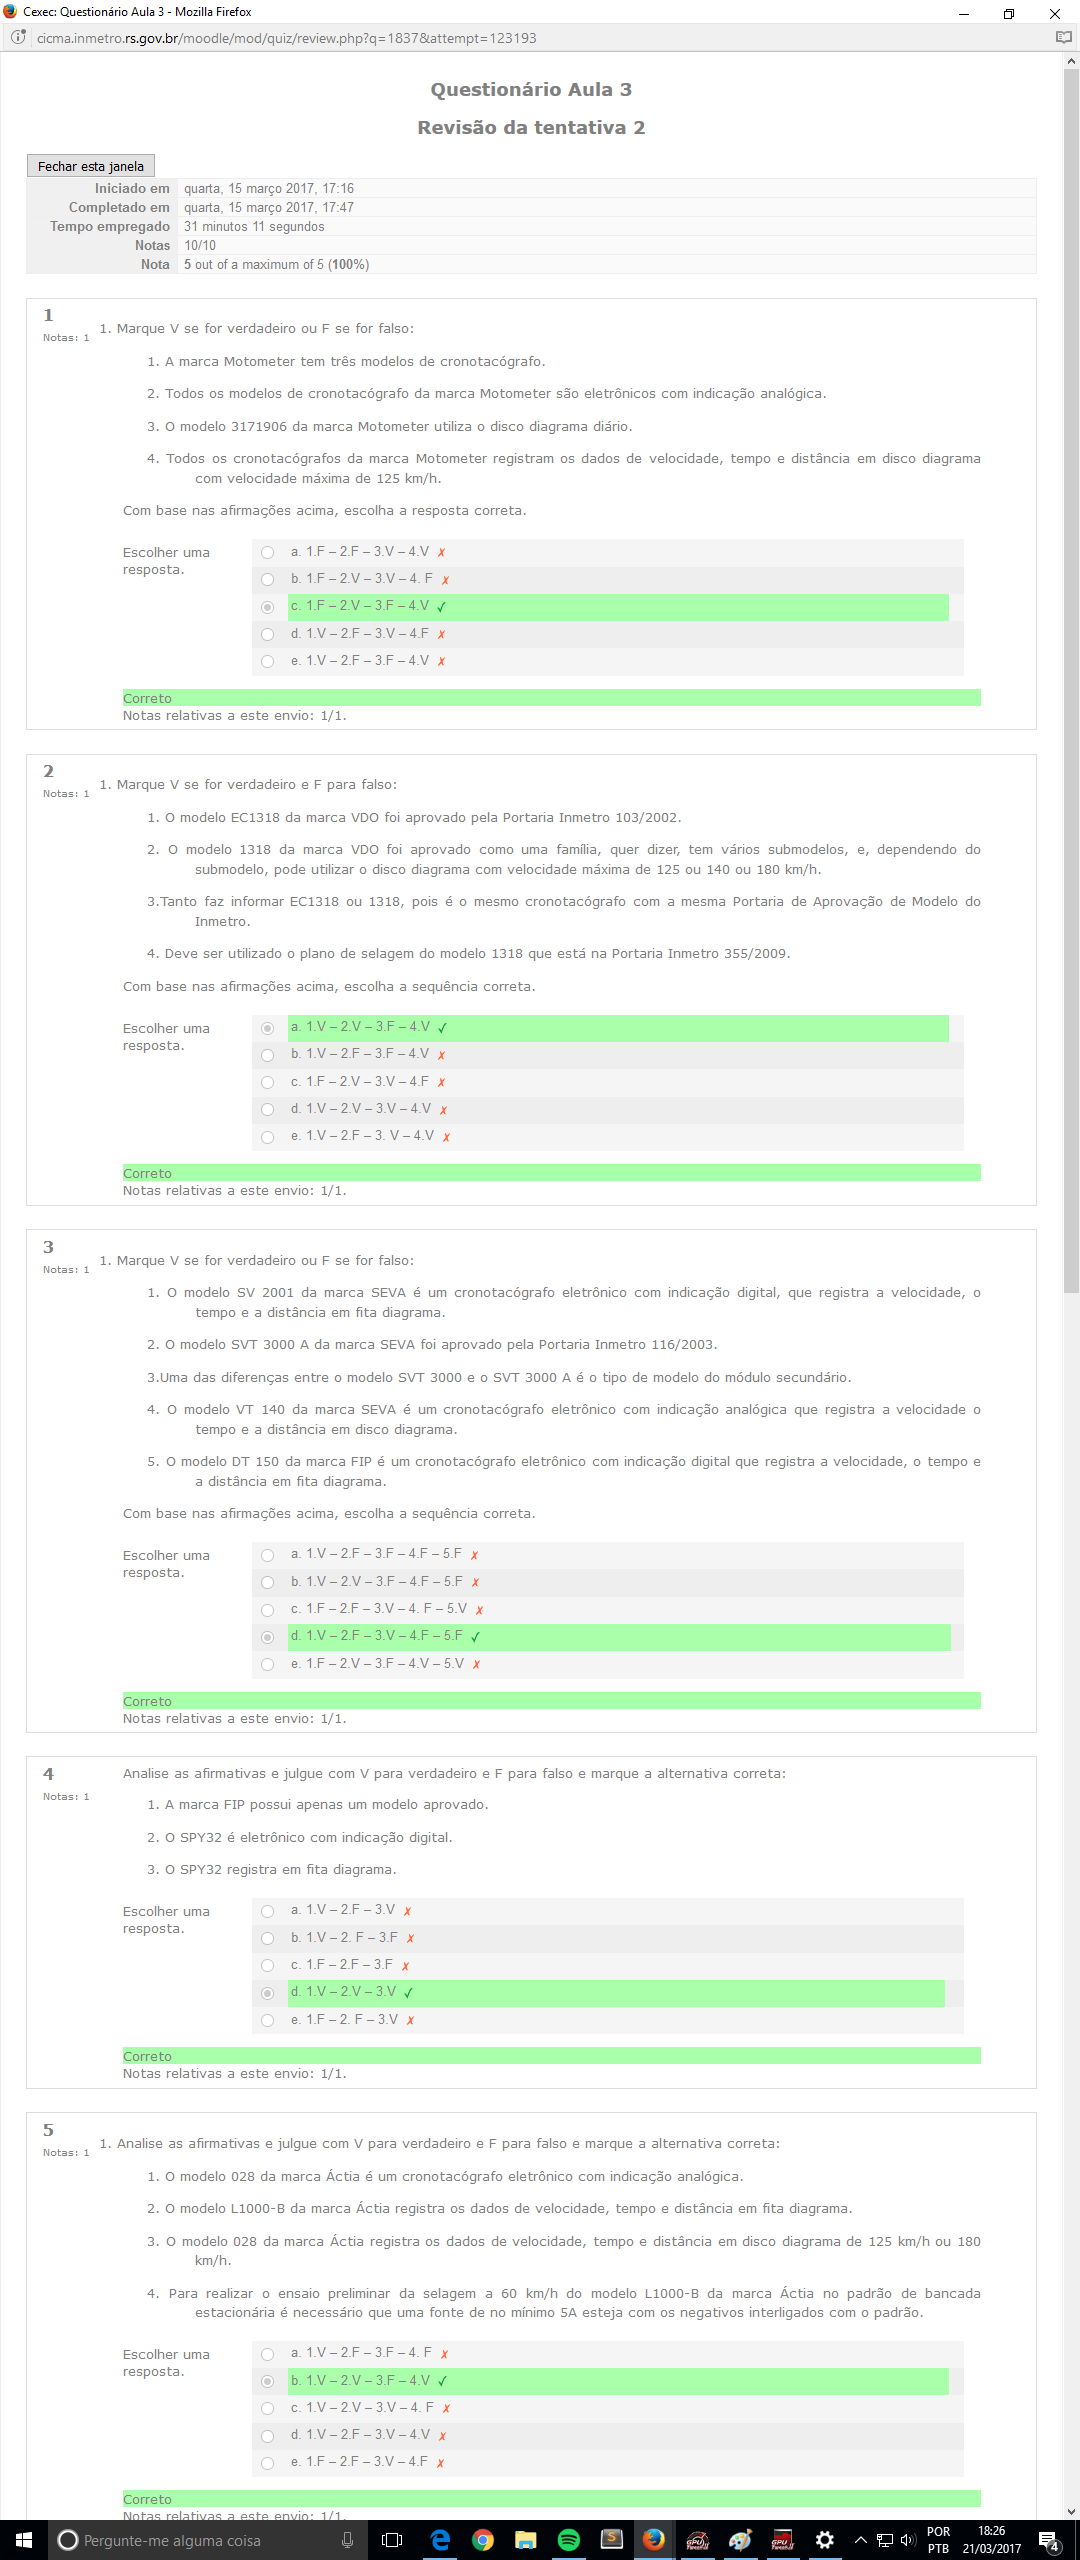 Cexec: Questionário Aula 3 - Mozilla Firefox
cicma.inmetro.rs.gov.br/moodle/mod/quiz/review.php?q=1837&attempt=123193
Questionário Aula 3
Revisão da tentativa 2
Fechar esta janela
Iniciado em quarta, 15 março 2017, 17:16
Completado em quarta, 15 março 2017, 17:47
Tempo empregado 31 minutos 11 segundos
Notas 10/10
Nota 5 out of a maximum of 5 (100%)
1
Notas: 1
1. Marque V se for verdadeiro ou F se for falso:
1. A marca Motometer tem três modelos de cronotacógrafo.
2. Todos os modelos de cronotacógrafo da marca Motometer são eletrônicos com indicação analógica.
3. O modelo 3171906 da marca Motometer utiliza o disco diagrama diário.
4. Todos os cronotacógrafos da marca Motometer registram os dados de velocidade, tempo e distância em disco diagrama
com velocidade máxima de 125 km/h.
Com base nas afirmações acima, escolha a resposta correta.
Escolher uma
resposta.
a. 1.F – 2.F – 3.V – 4.V ✗
b. 1.F – 2.V – 3.V – 4. F ✗
c. 1.F – 2.V – 3.F – 4.V ✓
d. 1.V – 2.F – 3.V – 4.F ✗
e. 1.V – 2.F – 3.F – 4.V ✗
Correto
Notas relativas a este envio: 1/1.
2
Notas: 1
1. Marque V se for verdadeiro e F para falso:
1. O modelo EC1318 da marca VDO foi aprovado pela Portaria Inmetro 103/2002.
2. O modelo 1318 da marca VDO foi aprovado como uma família, quer dizer, tem vários submodelos, e, dependendo do
submodelo, pode utilizar o disco diagrama com velocidade máxima de 125 ou 140 ou 180 km/h.
3.Tanto faz informar EC1318 ou 1318, pois é o mesmo cronotacógrafo com a mesma Portaria de Aprovação de Modelo do
Inmetro.
4. Deve ser utilizado o plano de selagem do modelo 1318 que está na Portaria Inmetro 355/2009.
Com base nas afirmações acima, escolha a sequência correta.
Escolher uma
resposta.
a. 1.V – 2.V – 3.F – 4.V ✓
b. 1.V – 2.F – 3.F – 4.V ✗
c. 1.F – 2.V – 3.V – 4.F ✗
d. 1.V – 2.V – 3.V – 4.V ✗
e. 1.V – 2.F – 3. V – 4.V ✗
Correto
Notas relativas a este envio: 1/1.
3
Notas: 1
1. Marque V se for verdadeiro ou F se for falso:
1. O modelo SV 2001 da marca SEVA é um cronotacógrafo eletrônico com indicação digital, que registra a velocidade, o
tempo e a distância em fita diagrama.
2. O modelo SVT 3000 A da marca SEVA foi aprovado pela Portaria Inmetro 116/2003.
3.Uma das diferenças entre o modelo SVT 3000 e o SVT 3000 A é o tipo de modelo do módulo secundário.
4. O modelo VT 140 da marca SEVA é um cronotacógrafo eletrônico com indicação analógica que registra a velocidade o
tempo e a distância em disco diagrama.
5. O modelo DT 150 da marca FIP é um cronotacógrafo eletrônico com indicação digital que registra a velocidade, o tempo e
a distância em fita diagrama.
Com base nas afirmações acima, escolha a sequência correta.
Escolher uma
resposta.
a. 1.V – 2.F – 3.F – 4.F – 5.F ✗
b. 1.V – 2.V – 3.F – 4.F – 5.F ✗
c. 1.F – 2.F – 3.V – 4. F – 5.V ✗
d. 1.V – 2.F – 3.V – 4.F – 5.F ✓
e. 1.F – 2.V – 3.F – 4.V – 5.V ✗
Correto
Notas relativas a este envio: 1/1.
4
Notas: 1
Analise as afirmativas e julgue com V para verdadeiro e F para falso e marque a alternativa correta:
1. A marca FIP possui apenas um modelo aprovado.
2. O SPY32 é eletrônico com indicação digital.
3. O SPY32 registra em fita diagrama.
Escolher uma
resposta.
a. 1.V – 2.F – 3.V ✗
b. 1.V – 2. F – 3.F ✗
c. 1.F – 2.F – 3.F ✗
d. 1.V – 2.V – 3.V ✓
e. 1.F – 2. F – 3.V ✗
Correto
Notas relativas a este envio: 1/1.
5
Notas: 1
1. Analise as afirmativas e julgue com V para verdadeiro e F para falso e marque a alternativa correta:
1. O modelo 028 da marca Áctia é um cronotacógrafo eletrônico com indicação analógica.
2. O modelo L1000-B da marca Áctia registra os dados de velocidade, tempo e distância em fita diagrama.
3. O modelo 028 da marca Áctia registra os dados de velocidade, tempo e distância em disco diagrama de 125 km/h ou 180
km/h.
4. Para realizar o ensaio preliminar da selagem a 60 km/h do modelo L1000-B da marca Áctia no padrão de bancada
estacionária é necessário que uma fonte de no mínimo 5A esteja com os negativos interligados com o padrão.
Escolher uma
resposta.
a. 1.V – 2.F – 3.F – 4. F ✗
b. 1.V – 2.V – 3.F – 4.V ✓
c. 1.V – 2.V – 3.V – 4. F ✗
d. 1.V – 2.F – 3.V – 4.V ✗
e. 1.F – 2.F – 3.V – 4.F ✗
Correto
Notas relativas a este envio: 1/1.
Pergunte-me alguma coisa
POR
PTB
18:26
21/03/2017
4